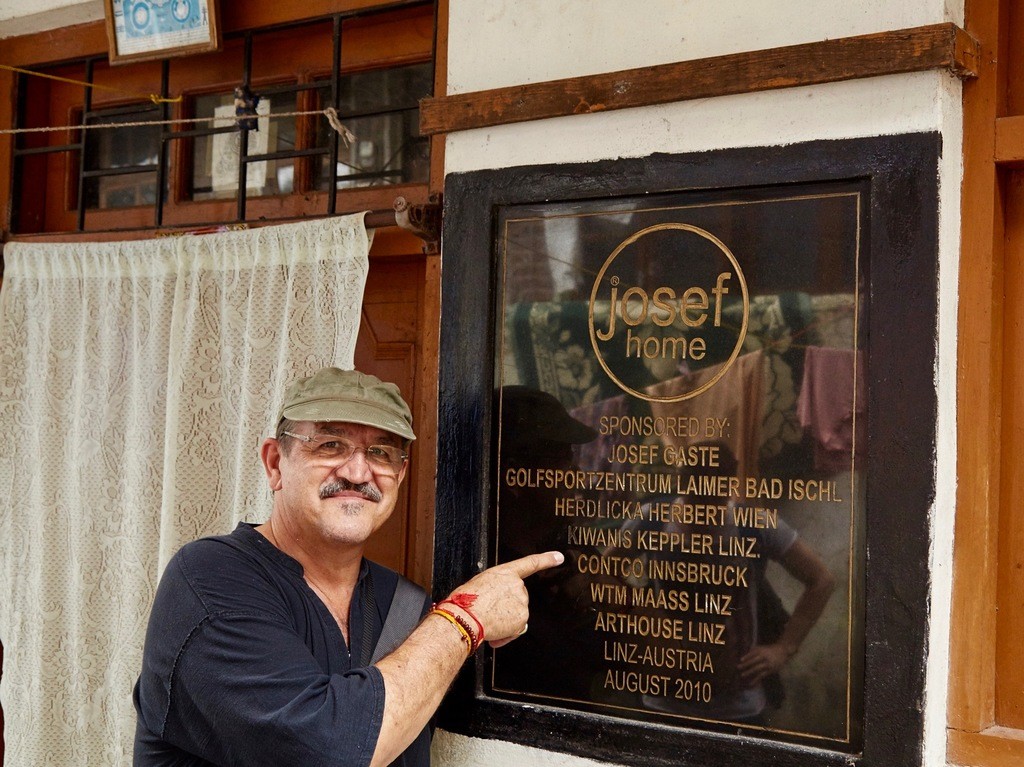 ®
josef
home
SPONSORED BY:
JOSEF GASTE
GOLFSPORTZENTRUM LAIMER BAD ISCHL
HERDLICKA HERBERT WIEN
KIWANIS KEPPLER LINZ.
CONTCO INNSBRUCK
WTM MAASS LINZ
ARTHOUSE LINZ
LINZ-AUSTRIA
AUGUST 2010